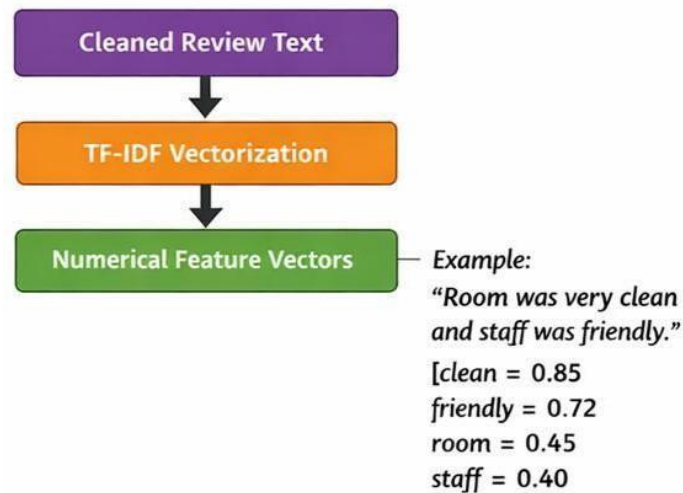 Cleaned Review Text
TF-IDF Vectorization
Numerical Feature Vectors
Example:
“Room was very clean
and staff was friendly.”
[clean = 0.85
friendly = 0.72
room = 0.45
staff = 0.40